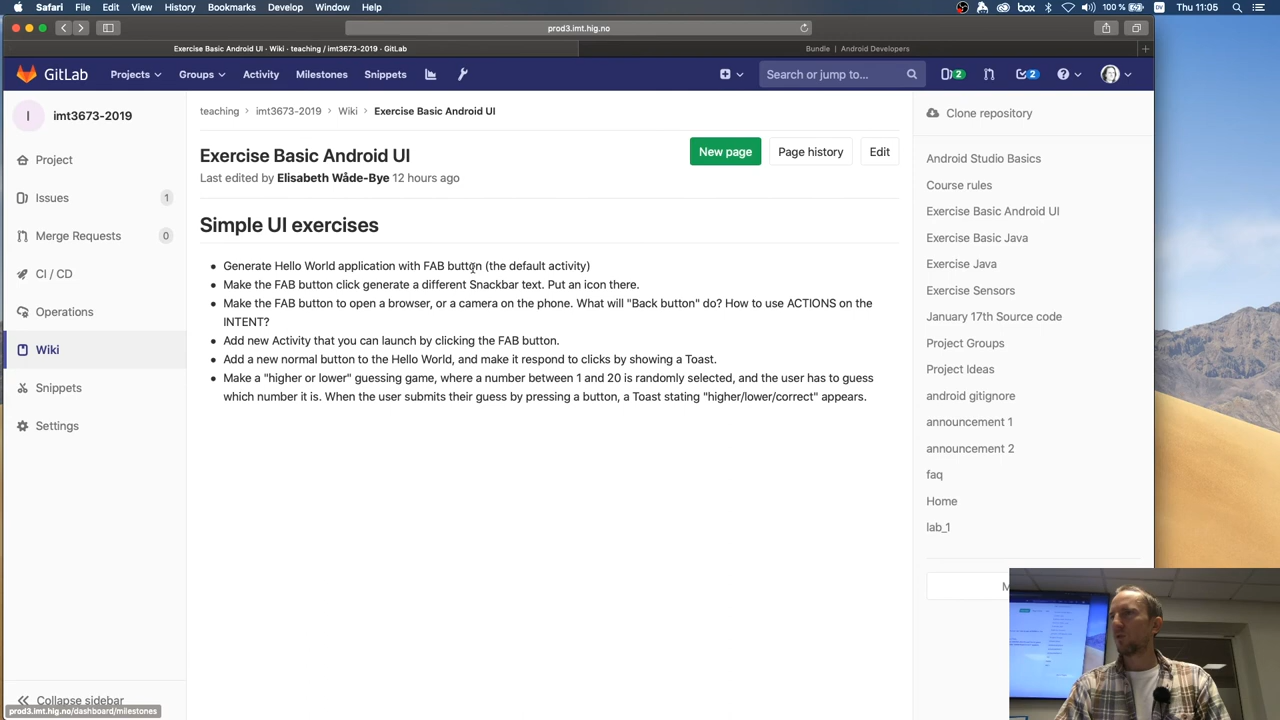 Safari File Edit View History Bookmarks Develop Window Help
box 100 % Thu 11:05
prod3.imt.hig.no
Exercise Basic Android UI · Wiki · teaching / imt3673-2019 · GitLab
Bundle | Android Developers
GitLab Projects Groups Activity Milestones Snippets
Search or jump to...
2
2
I imt3673-2019
Project
Issues 1
Merge Requests 0
CI / CD
Operations
Wiki
Snippets
Settings
Collapse sidebar
prod3.imt.hig.no/dashboard/milestones
teaching > imt3673-2019 > Wiki > Exercise Basic Android UI
Exercise Basic Android UI
New page Page history Edit
Last edited by Elisabeth Wåde-Bye 12 hours ago
Simple UI exercises
• Generate Hello World application with FAB button (the default activity)
• Make the FAB button click generate a different Snackbar text. Put an icon there.
• Make the FAB button to open a browser, or a camera on the phone. What will "Back button" do? How to use ACTIONS on the
INTENT?
• Add new Activity that you can launch by clicking the FAB button.
• Add a new normal button to the Hello World, and make it respond to clicks by showing a Toast.
• Make a "higher or lower" guessing game, where a number between 1 and 20 is randomly selected, and the user has to guess
which number it is. When the user submits their guess by pressing a button, a Toast stating "higher/lower/correct" appears.
Clone repository
Android Studio Basics
Course rules
Exercise Basic Android UI
Exercise Basic Java
Exercise Java
Exercise Sensors
January 17th Source code
Project Groups
Project Ideas
android gitignore
announcement 1
announcement 2
faq
Home
lab_1